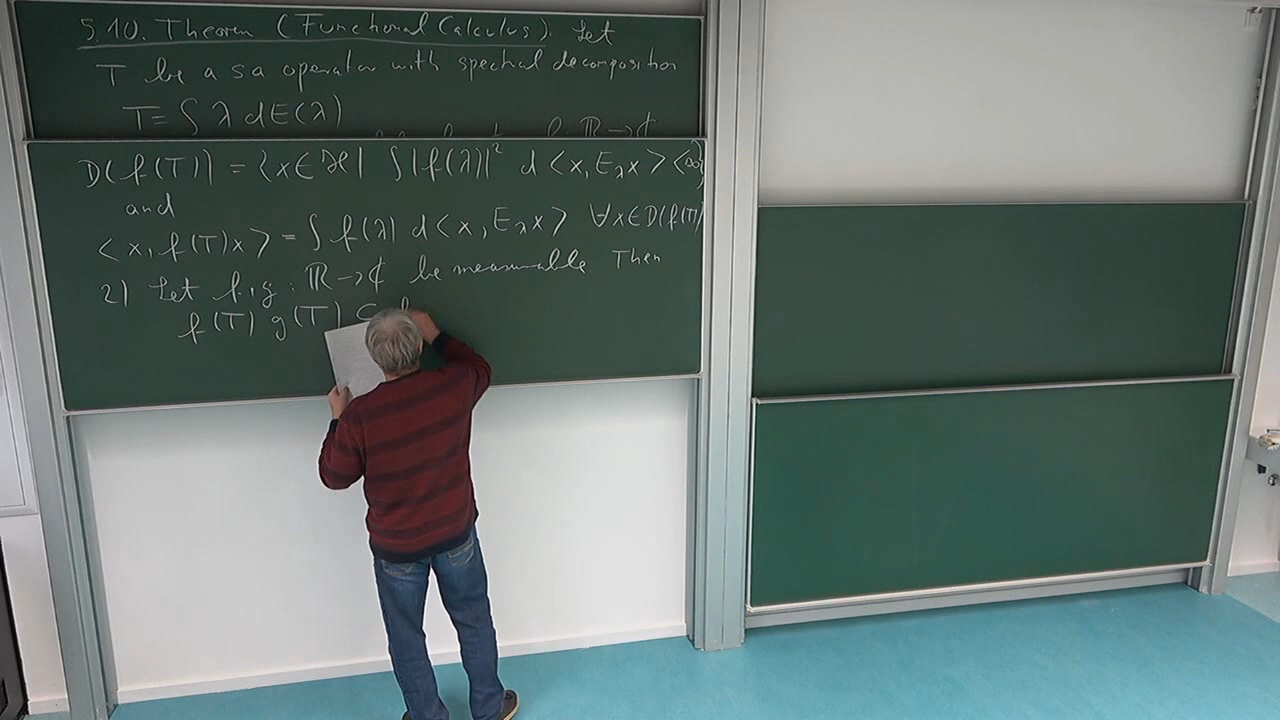 5.10. Theorem (Functional Calculus). Let
T be a sa operator with spectral decomposition
T = ∫ λ dE(λ)
ℝ → ℂ
D(f(T)) = {x ∈ ℋ | ∫ |f(λ)|² d <x, E_λ x> < ∞}
and
<x, f(T)x> = ∫ f(λ) d<x, E_λ x> ∀x ∈ D(f(T))
2) Let f, g : ℝ → ℂ be measurable Then
f(T) g(T) ⊂